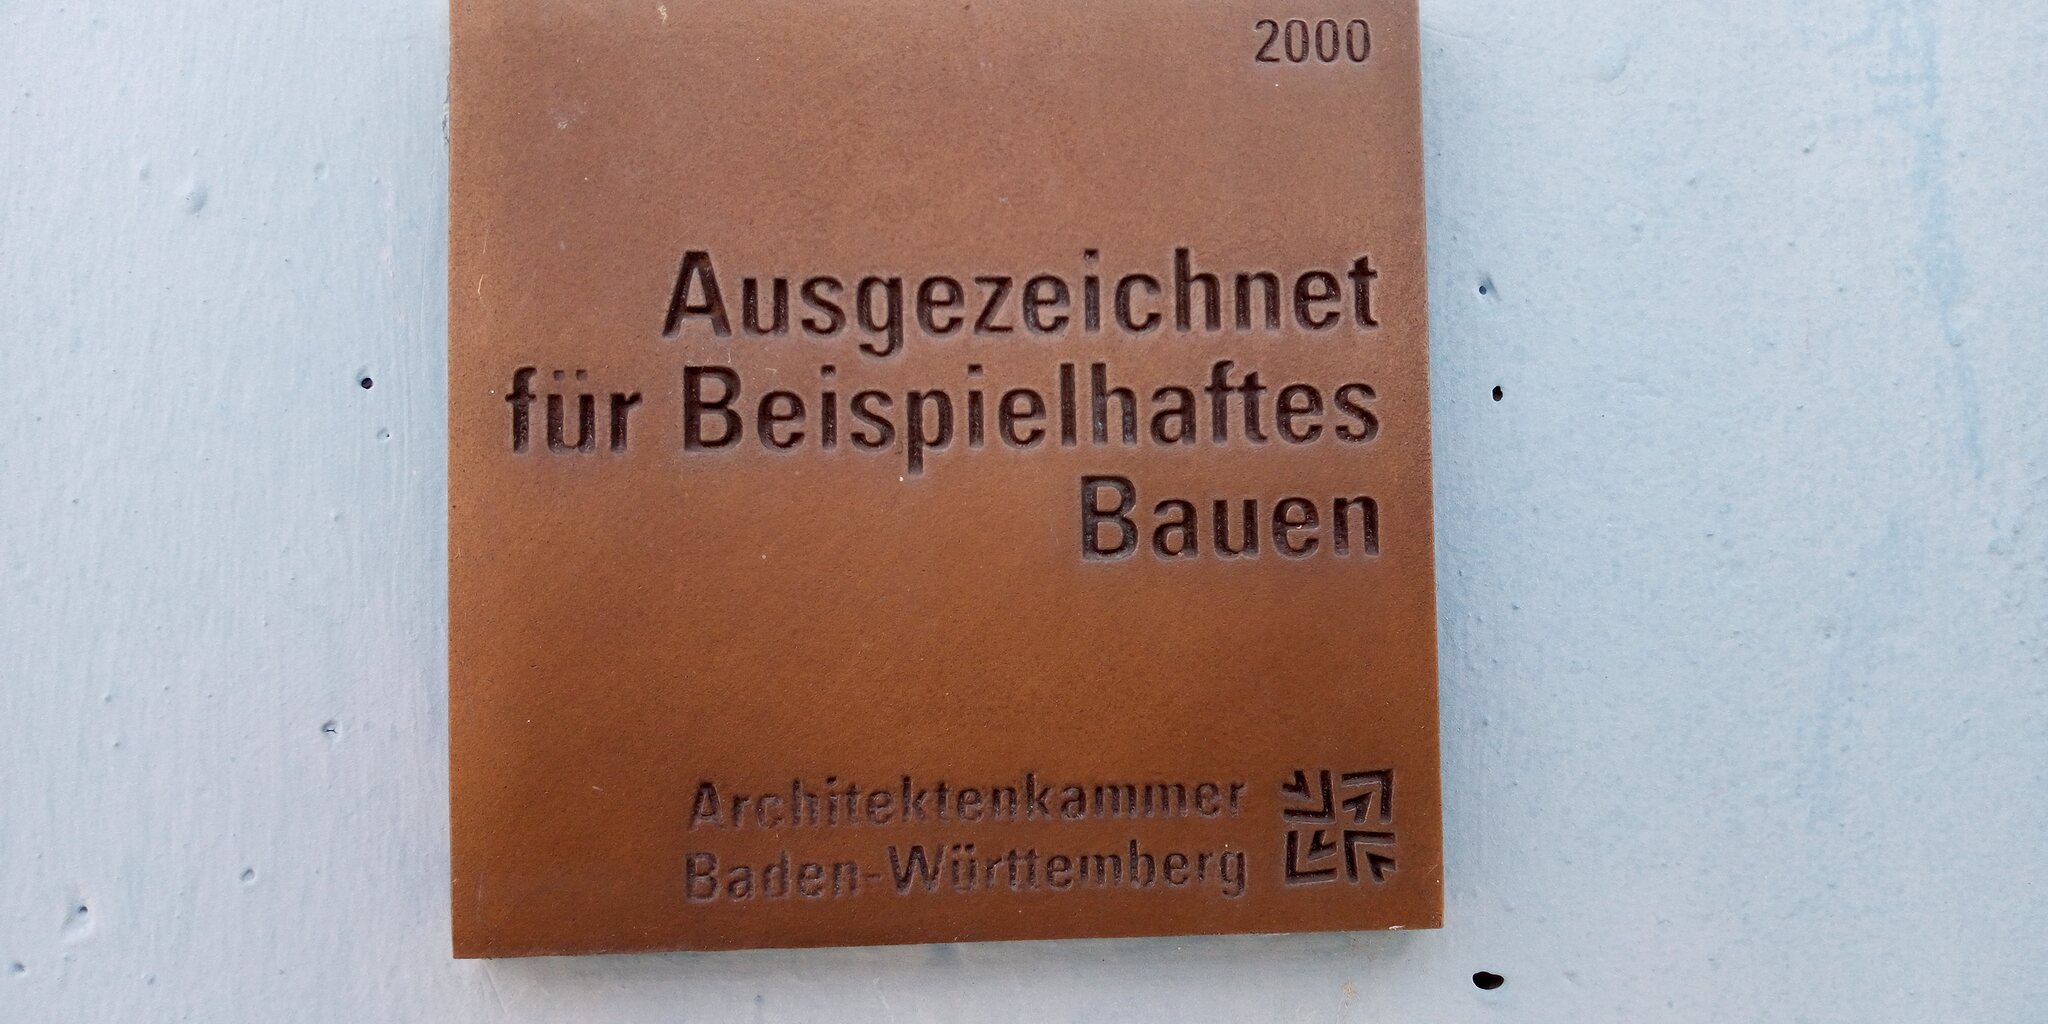 2000
Ausgezeichnet
für Beispielhaftes
Bauen
Architektenkammer
Baden-Württemberg